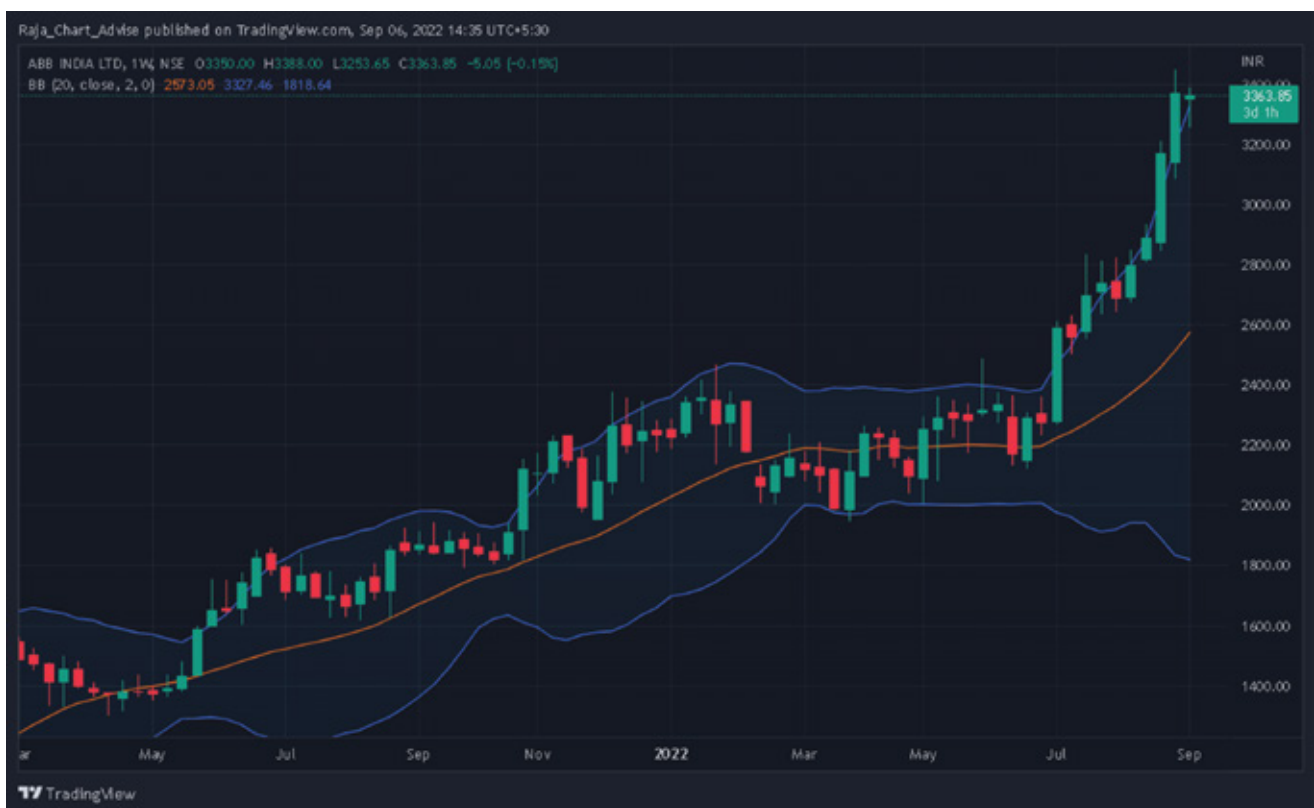 Raja_Chart_Advise published on TradingView.com, Sep 06, 2022 14:35 UTC+5:30
ABB INDIA LTD, 1W, NSE O3350.00 H3388.00 L3253.65 C3363.85 -5.05 (-0.15%)
INR
BB (20, close, 2, 0) 2573.05 3327.46 1818.64
3400.00
3363.85
3d 1h
3200.00
3000.00
2800.00
2600.00
2400.00
2200.00
2000.00
1800.00
1600.00
1400.00
ar May Jul Sep Nov 2022 Mar May Jul Sep
TradingView